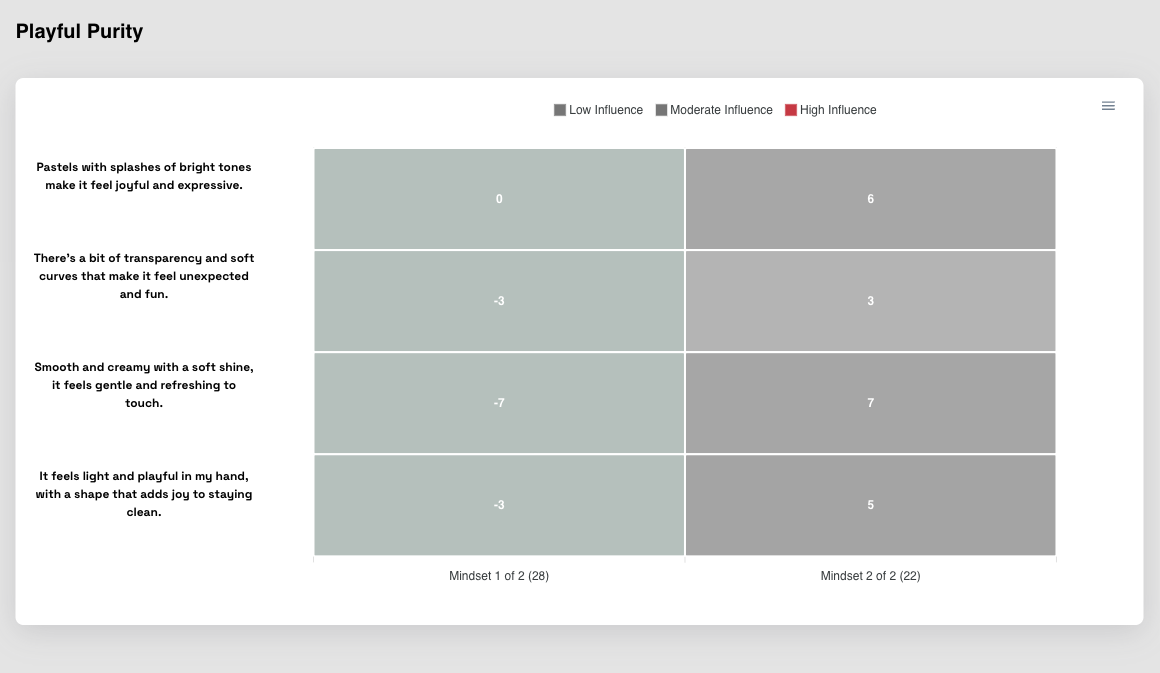 Playful Purity
Low Influence
Moderate Influence
High Influence
Pastels with splashes of bright tones
make it feel joyful and expressive.
0
6
There's a bit of transparency and soft
curves that make it feel unexpected
and fun.
-3
3
Smooth and creamy with a soft shine,
it feels gentle and refreshing to
touch.
-7
7
It feels light and playful in my hand,
with a shape that adds joy to staying
clean.
-3
5
Mindset 1 of 2 (28)
Mindset 2 of 2 (22)